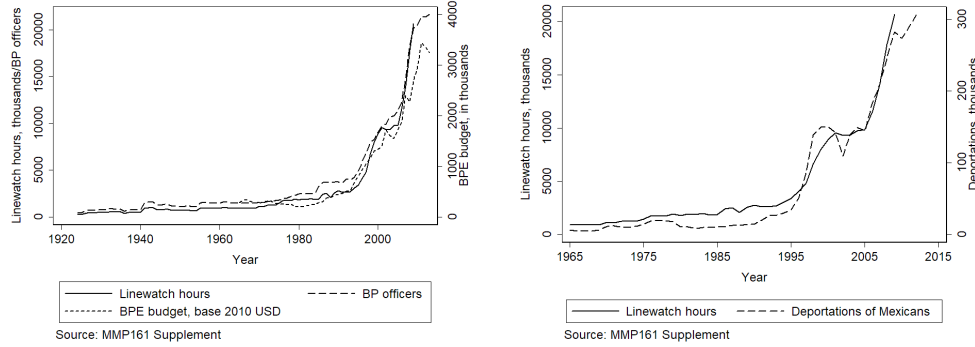 Linewatch hours, thousands/BP officers
20000
15000
10000
5000
0
4000
3000
2000
1000
0
BPE budget, in thousands
1920
1940
1960
1980
2000
Year
Linewatch hours
BP officers
BPE budget, base 2010 USD
Source: MMP161 Supplement
Linewatch hours, thousands
20000
15000
10000
5000
0
300
200
100
0
Deportations, thousands
1965
1975
1985
1995
2005
2015
Year
Linewatch hours
Deportations of Mexicans
Source: MMP161 Supplement